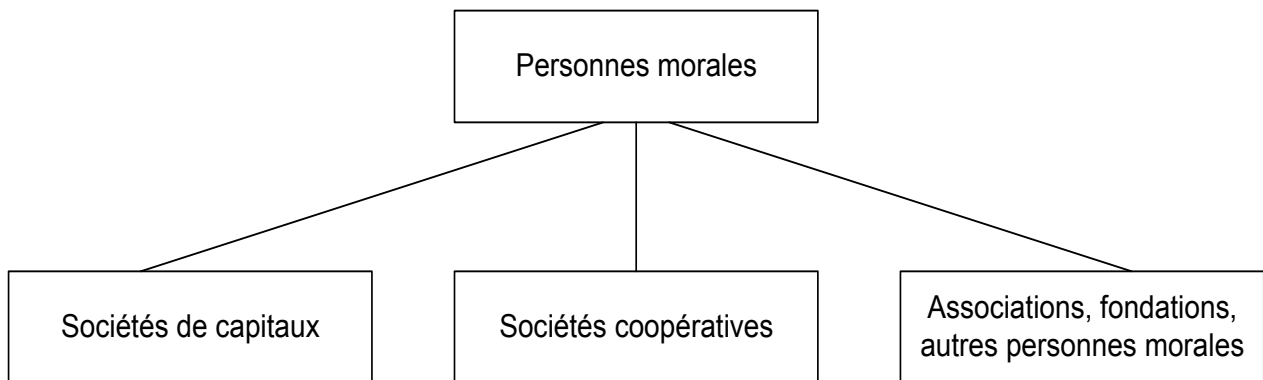 Personnes morales
Sociétés de capitaux
Sociétés coopératives
Associations, fondations,
autres personnes morales